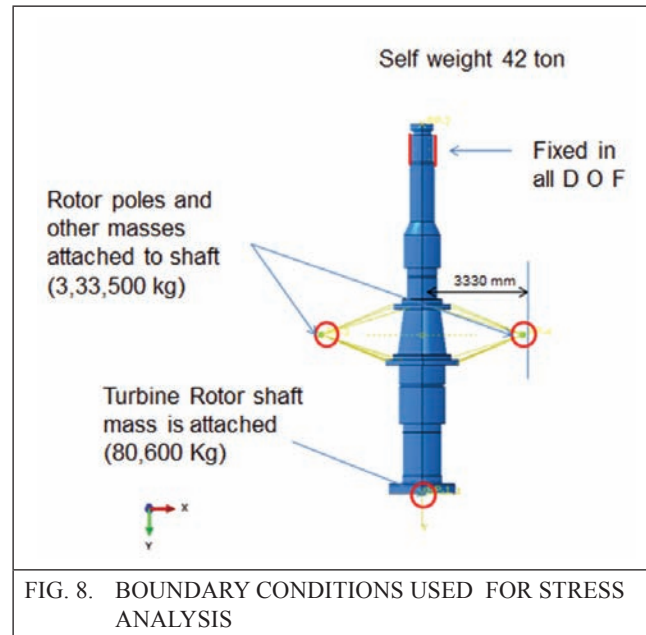 Self weight 42 ton
Fixed in
all D O F
Rotor poles and
other masses
attached to shaft
(3,33,500 kg)
3330 mm
Turbine Rotor shaft
mass is attached
(80,600 Kg)
X
Y
FIG. 8. BOUNDARY CONDITIONS USED FOR STRESS
ANALYSIS